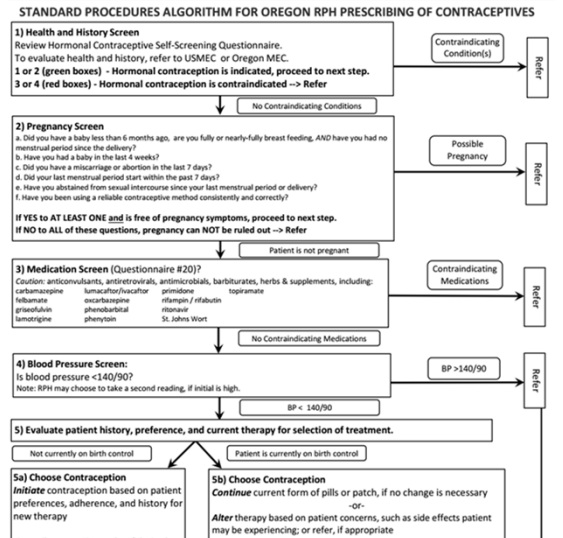 STANDARD PROCEDURES ALGORITHM FOR OREGON RPH PRESCRIBING OF CONTRACEPTIVES
1) Health and History Screen
Review Hormonal Contraceptive Self-Screening Questionnaire.
To evaluate health and history, refer to USMEC or Oregon MEC.
1 or 2 (green boxes) - Hormonal contraception is indicated, proceed to next step.
3 or 4 (red boxes) - Hormonal contraception is contraindicated --> Refer
Contraindicating
Condition(s)
Refer
No Contraindicating Conditions
2) Pregnancy Screen
a. Did you have a baby less than 6 months ago, are you fully or nearly-fully breast feeding, AND have you had no
menstrual period since the delivery?
b. Have you had a baby in the last 4 weeks?
c. Did you have a miscarriage or abortion in the last 7 days?
d. Did your last menstrual period start within the past 7 days?
e. Have you abstained from sexual intercourse since your last menstrual period or delivery?
f. Have you been using a reliable contraceptive method consistently and correctly?
If YES to AT LEAST ONE and is free of pregnancy symptoms, proceed to next step.
If NO to ALL of these questions, pregnancy can NOT be ruled out --> Refer
Possible
Pregnancy
Refer
Patient is not pregnant
3) Medication Screen (Questionnaire #20)?
Caution: anticonvulsants, antiretrovirals, antimicrobials, barbiturates, herbs & supplements, including:
carbamazepine lumacaftor/ivacaftor primidone topiramate
felbamate oxcarbazepine rifampin / rifabutin
griseofulvin phenobarbital ritonavir
lamotrigine phenytoin St. Johns Wort
Contraindicating
Medications
Refer
No Contraindicating Medications
4) Blood Pressure Screen:
Is blood pressure <140/90?
Note: RPH may choose to take a second reading, if initial is high.
BP >140/90
Refer
BP < 140/90
5) Evaluate patient history, preference, and current therapy for selection of treatment.
Not currently on birth control
Patient is currently on birth control
5a) Choose Contraception
Initiate contraception based on patient
preferences, adherence, and history for
new therapy
5b) Choose Contraception
Continue current form of pills or patch, if no change is necessary
-or-
Alter therapy based on patient concerns, such as side effects patient
may be experiencing; or refer, if appropriate